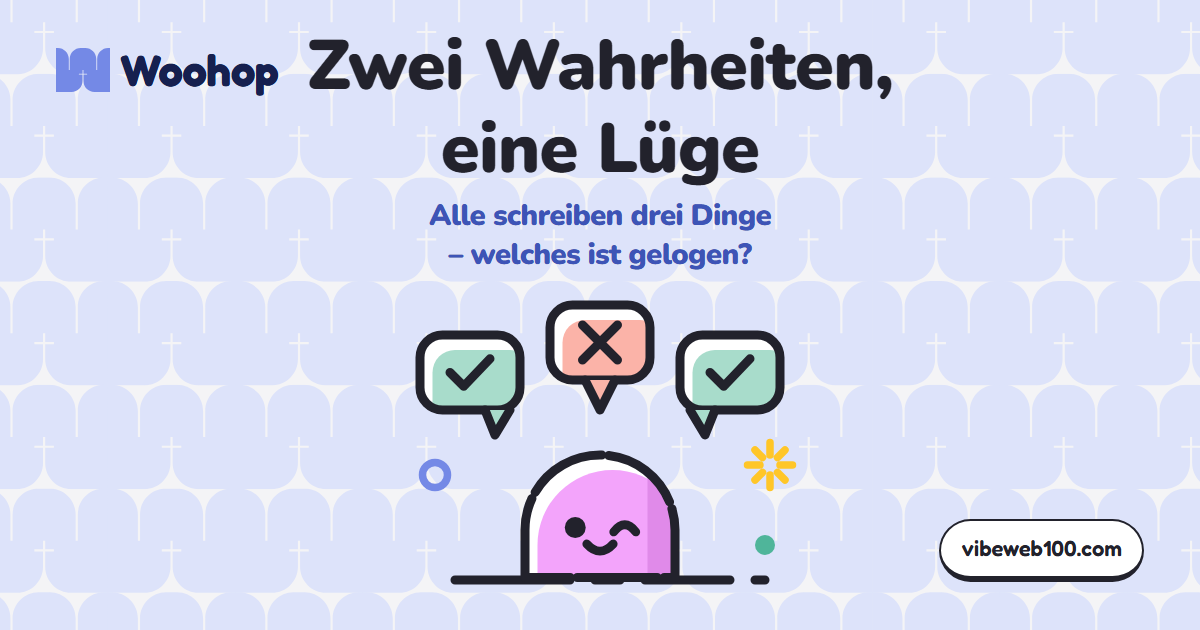 Woohop
Zwei Wahrheiten,
eine Lüge
Alle schreiben drei Dinge
– welches ist gelogen?
vibeweb100.com